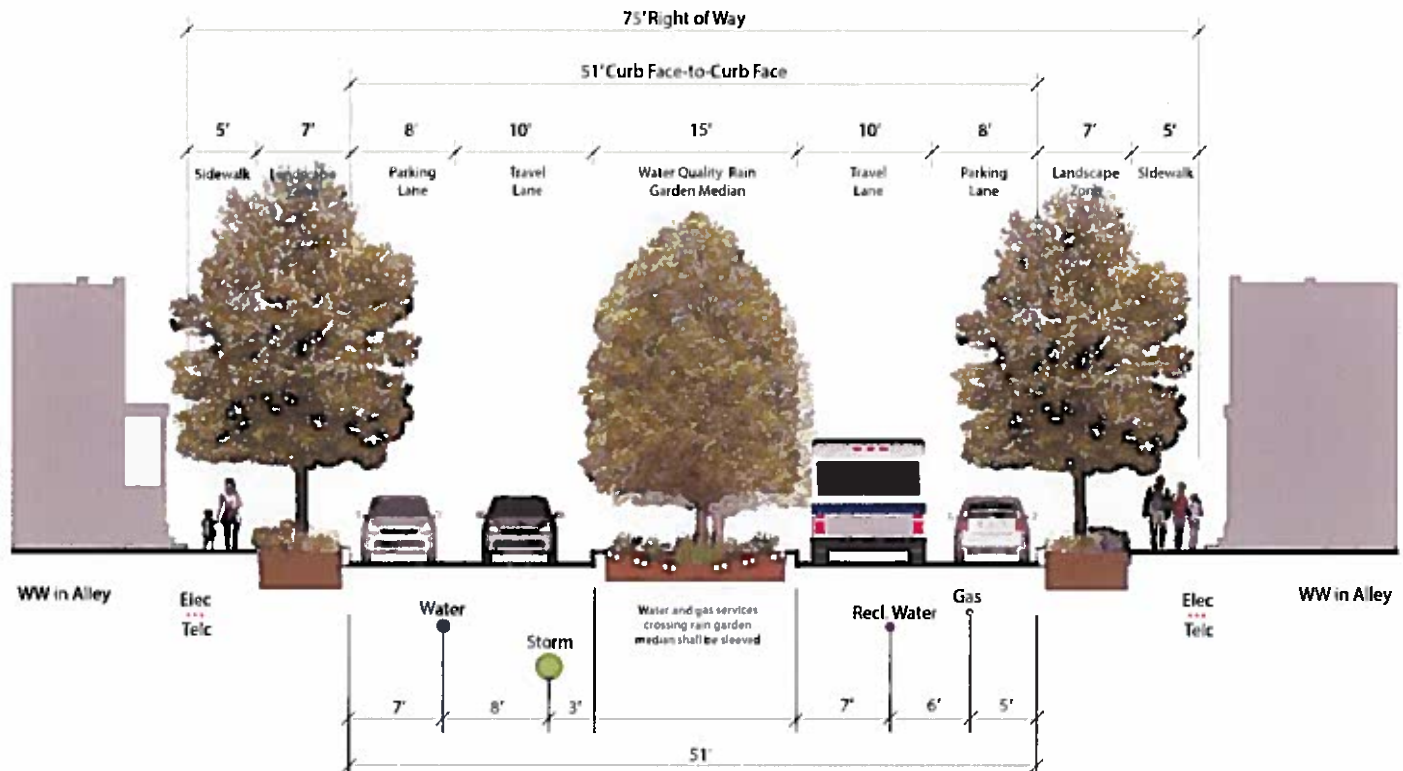 75' Right of Way
51' Curb Face-to-Curb Face
5' 7' 8' 10' 15' 10' 8' 7' 5'
Sidewalk
Landscape
Parking
Lane
Travel
Lane
Water Quality Rain
Garden Median
Travel
Lane
Parking
Lane
Landscape
Zone
Sidewalk
WW in Alley
Elec
Telc
Water
Storm
Water and gas services
crossing rain garden
median shall be sleeved
Recl. Water
Gas
Elec
Telc
WW in Alley
7' 8' 3' 7' 6' 5'
51'